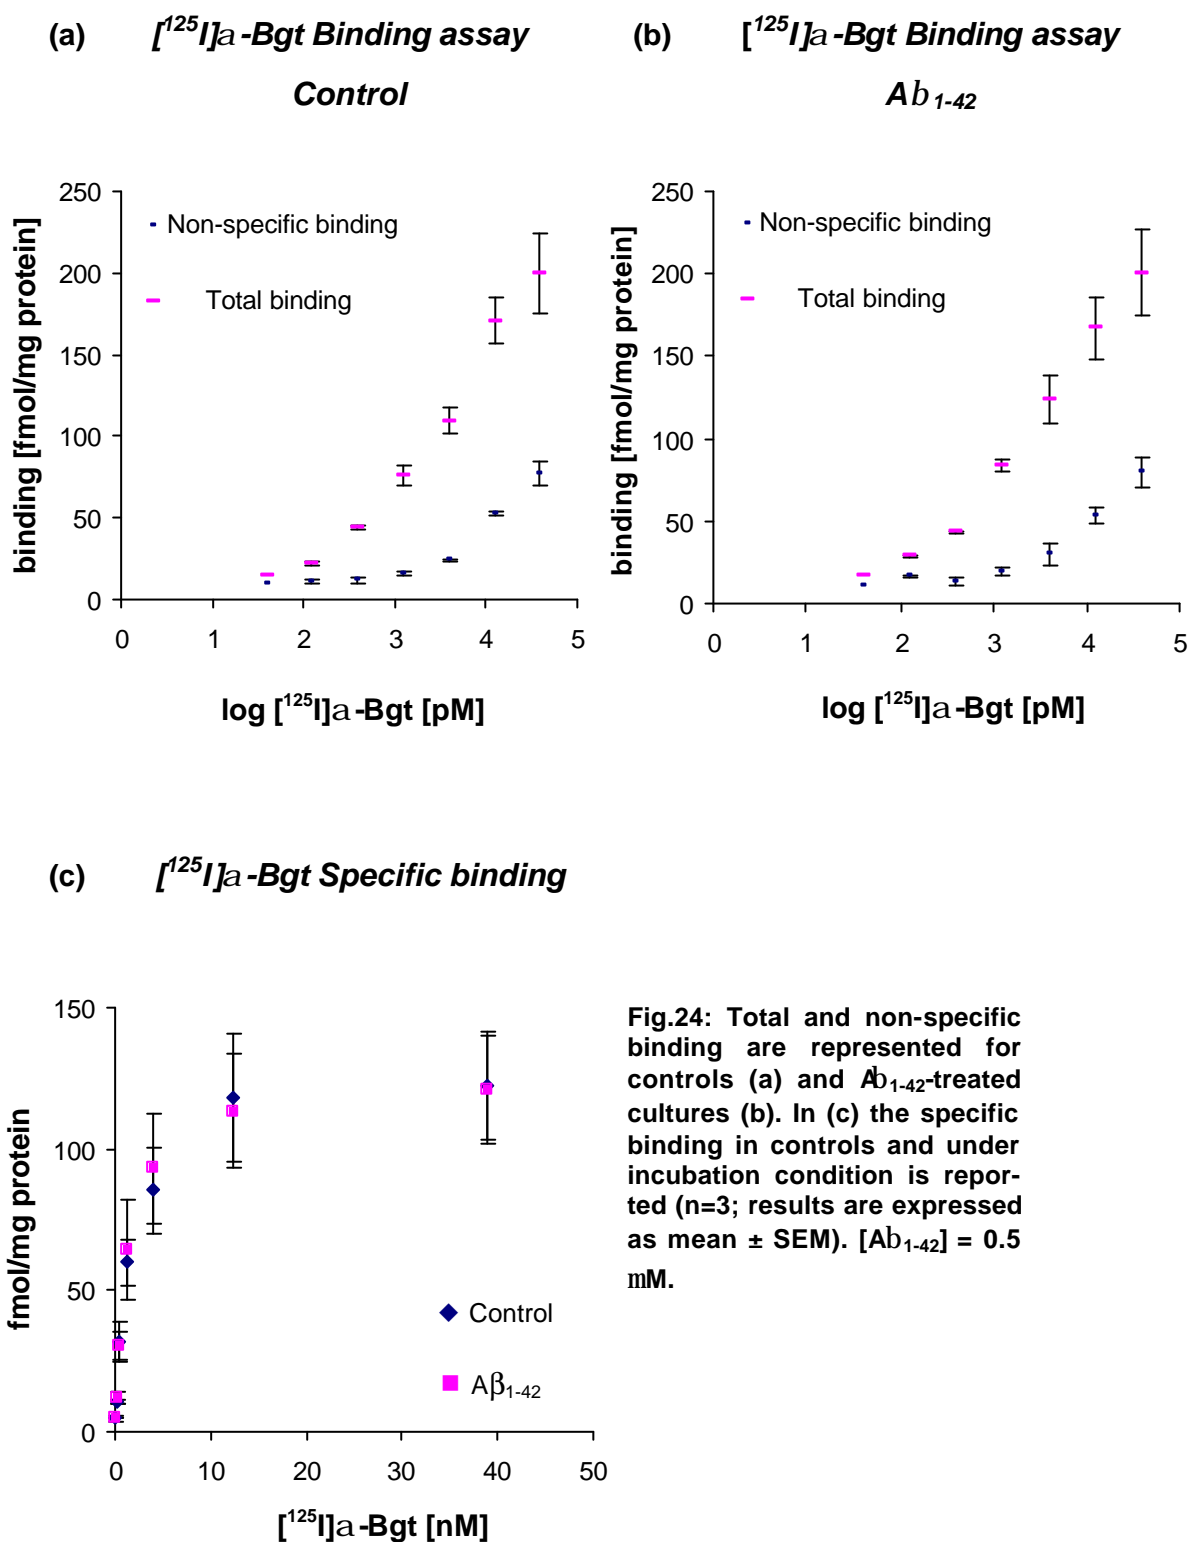 (a) [125I]a-Bgt Binding assay
Control
250
200
150
100
50
0
0 1 2 3 4 5
binding [fmol/mg protein]
Non-specific binding
Total binding
log [125I]a-Bgt [pM]
(b) [125I]a-Bgt Binding assay
Ab1-42
250
200
150
100
50
0
0 1 2 3 4 5
binding [fmol/mg protein]
Non-specific binding
Total binding
log [125I]a-Bgt [pM]
(c) [125I]a-Bgt Specific binding
150
100
50
0
0 10 20 30 40 50
fmol/mg protein
Control
Aβ1-42
[125I]a-Bgt [nM]
Fig.24: Total and non-specific
binding are represented for
controls (a) and Ab1-42-treated
cultures (b). In (c) the specific
binding in controls and under
incubation condition is repor-
ted (n=3; results are expressed
as mean ± SEM). [Ab1-42] = 0.5
mM.